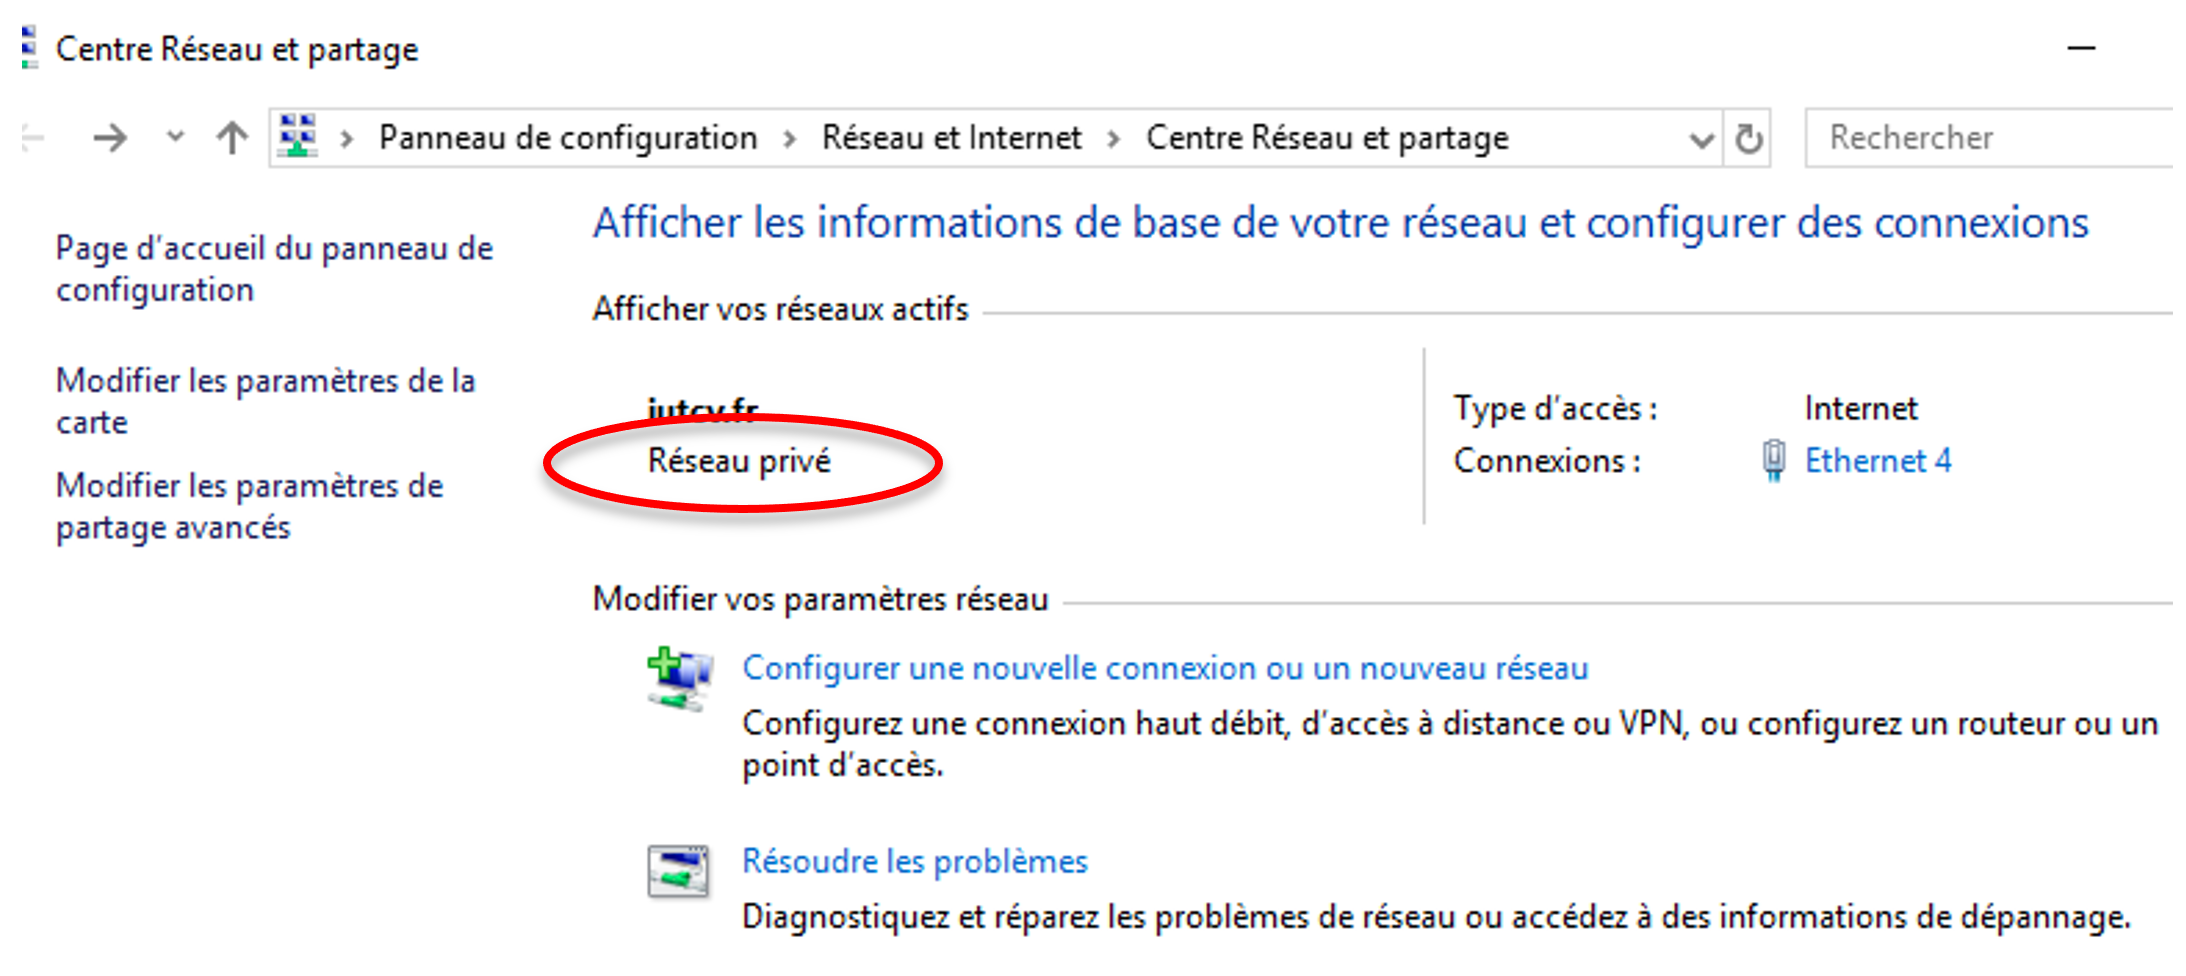 Centre Réseau et partage
Panneau de configuration > Réseau et Internet > Centre Réseau et partage
Rechercher
Page d'accueil du panneau de
configuration
Modifier les paramètres de la
carte
Modifier les paramètres de
partage avancés
Afficher les informations de base de votre réseau et configurer des connexions
Afficher vos réseaux actifs
iutcv.fr
Réseau privé
Type d'accès : Internet
Connexions : Ethernet 4
Modifier vos paramètres réseau
Configurer une nouvelle connexion ou un nouveau réseau
Configurez une connexion haut débit, d'accès à distance ou VPN, ou configurez un routeur ou un
point d'accès.
Résoudre les problèmes
Diagnostiquez et réparez les problèmes de réseau ou accédez à des informations de dépannage.